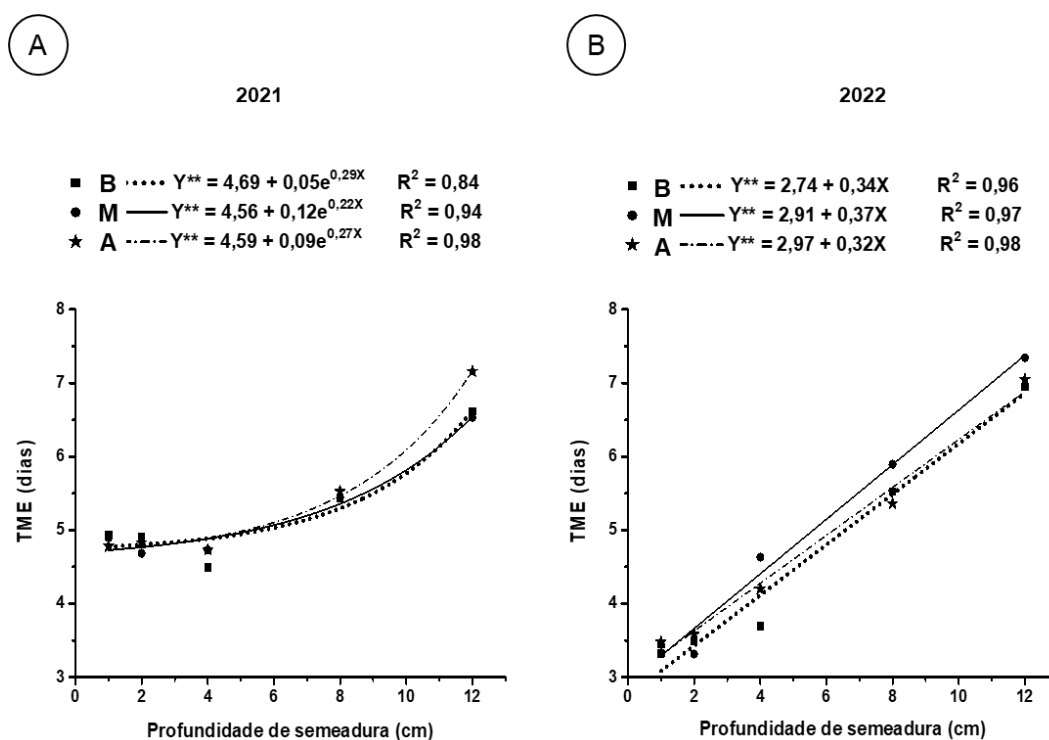 A
2021
B Y** = 4,69 + 0,05e^0,29X R² = 0,84
M Y** = 4,56 + 0,12e^0,22X R² = 0,94
A Y** = 4,59 + 0,09e^0,27X R² = 0,98
8
7
6
5
4
3
TME (dias)
0 2 4 6 8 10 12
Profundidade de semeadura (cm)
B
2022
B Y** = 2,74 + 0,34X R² = 0,96
M Y** = 2,91 + 0,37X R² = 0,97
A Y** = 2,97 + 0,32X R² = 0,98
8
7
6
5
4
3
TME (dias)
0 2 4 6 8 10 12
Profundidade de semeadura (cm)